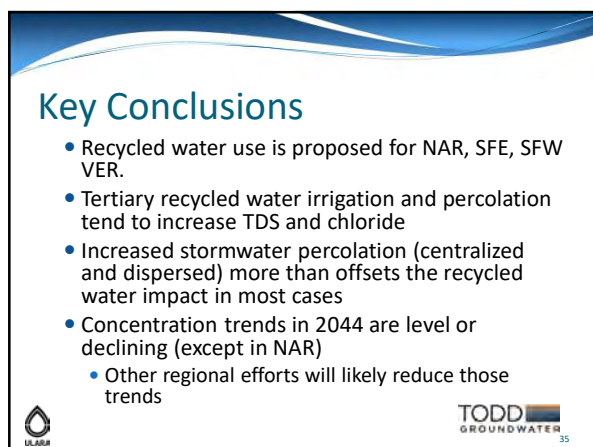 Key Conclusions
• Recycled water use is proposed for NAR, SFE, SFW
VER.
• Tertiary recycled water irrigation and percolation
tend to increase TDS and chloride
• Increased stormwater percolation (centralized
and dispersed) more than offsets the recycled
water impact in most cases
• Concentration trends in 2044 are level or
declining (except in NAR)
• Other regional efforts will likely reduce those
trends
ULARA
TODD
GROUNDWATER
35